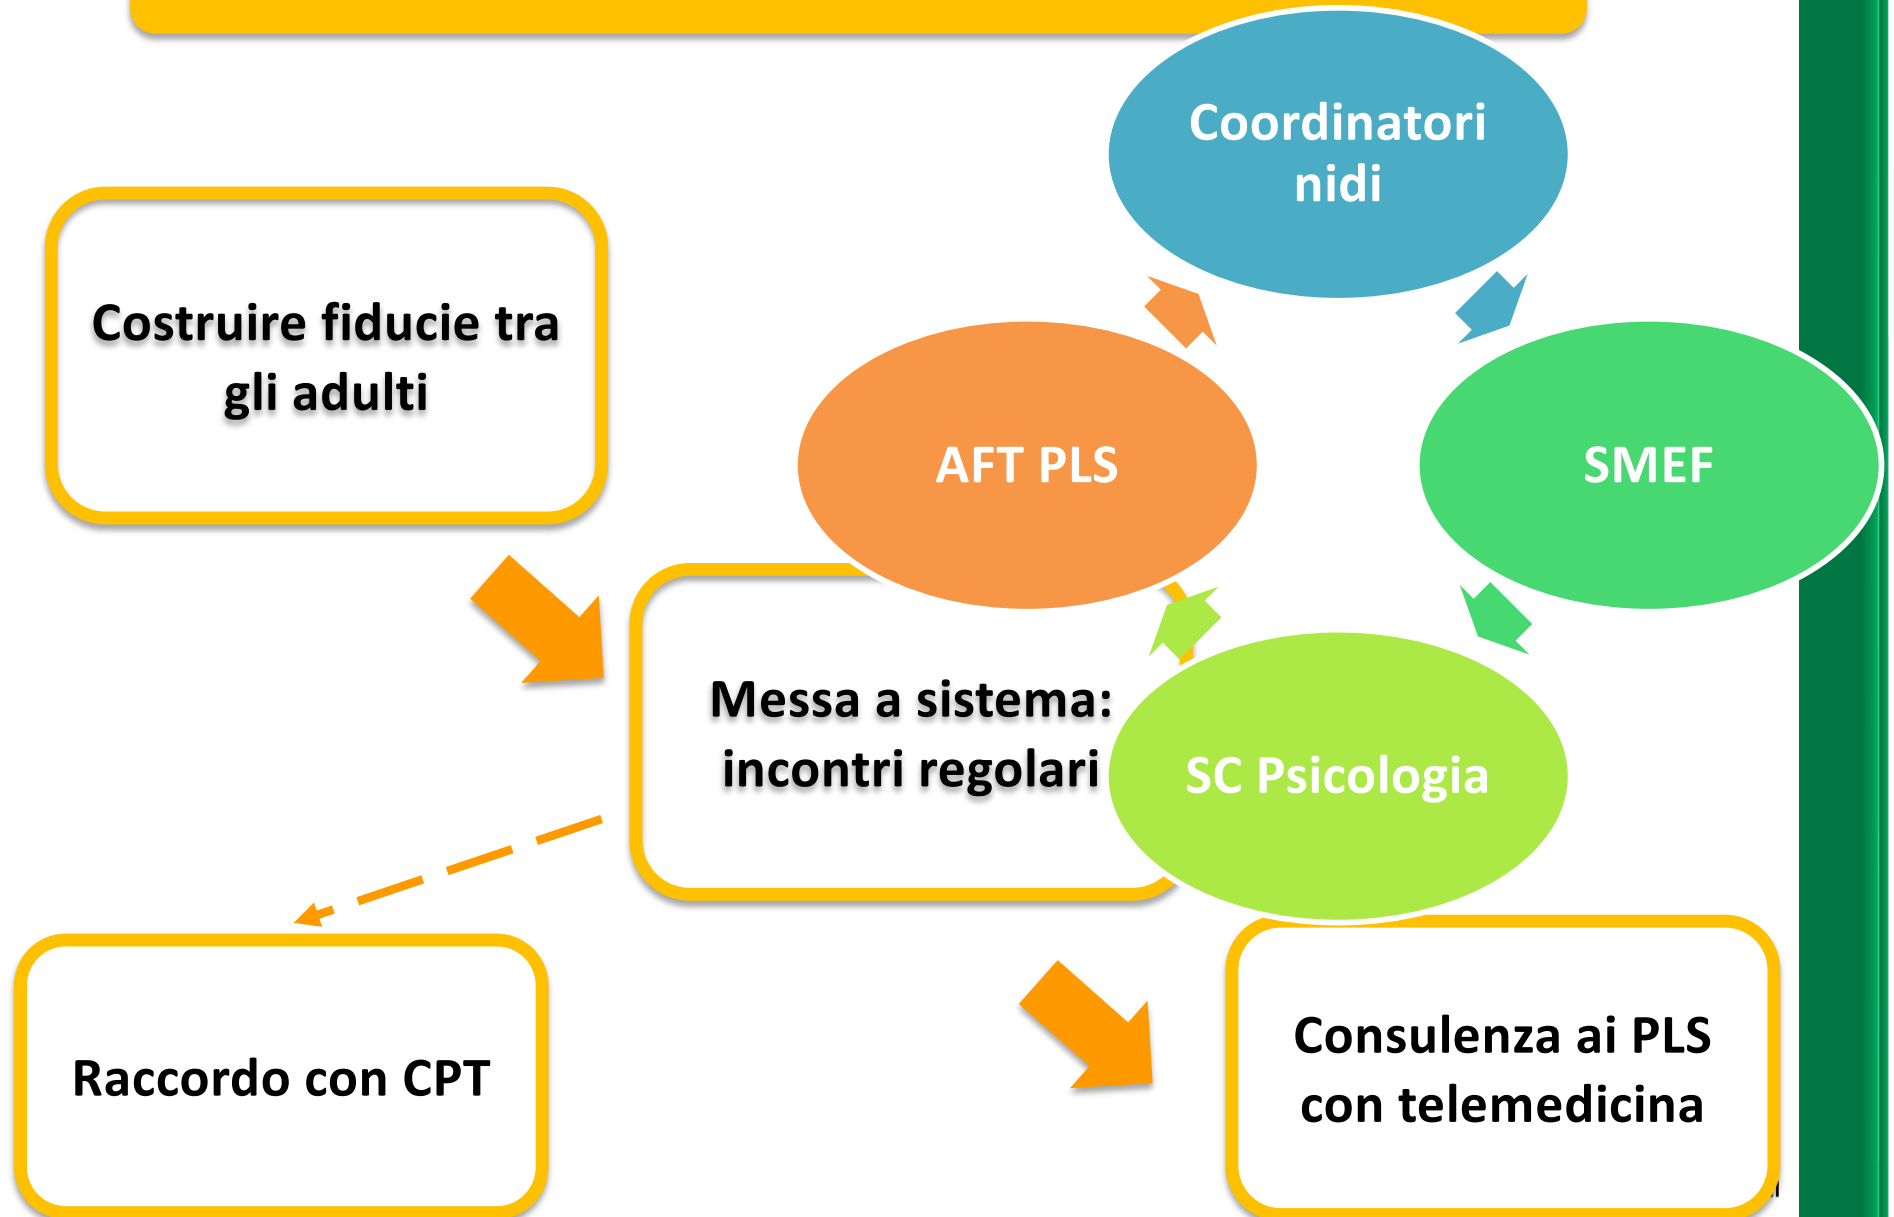 Coordinatori
nidi
Costruire fiducie tra
gli adulti
AFT PLS
SMEF
Messa a sistema:
incontri regolari
SC Psicologia
Raccordo con CPT
Consulenza ai PLS
con telemedicina